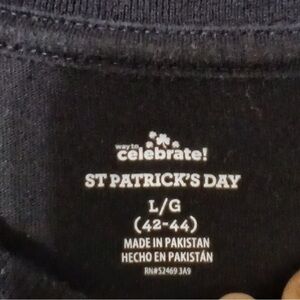 way to
celebrate!
ST PATRICK'S DAY
L/G
(42-44)
MADE IN PAKISTAN
HECHO EN PAKISTÁN
RN#52469 3A9